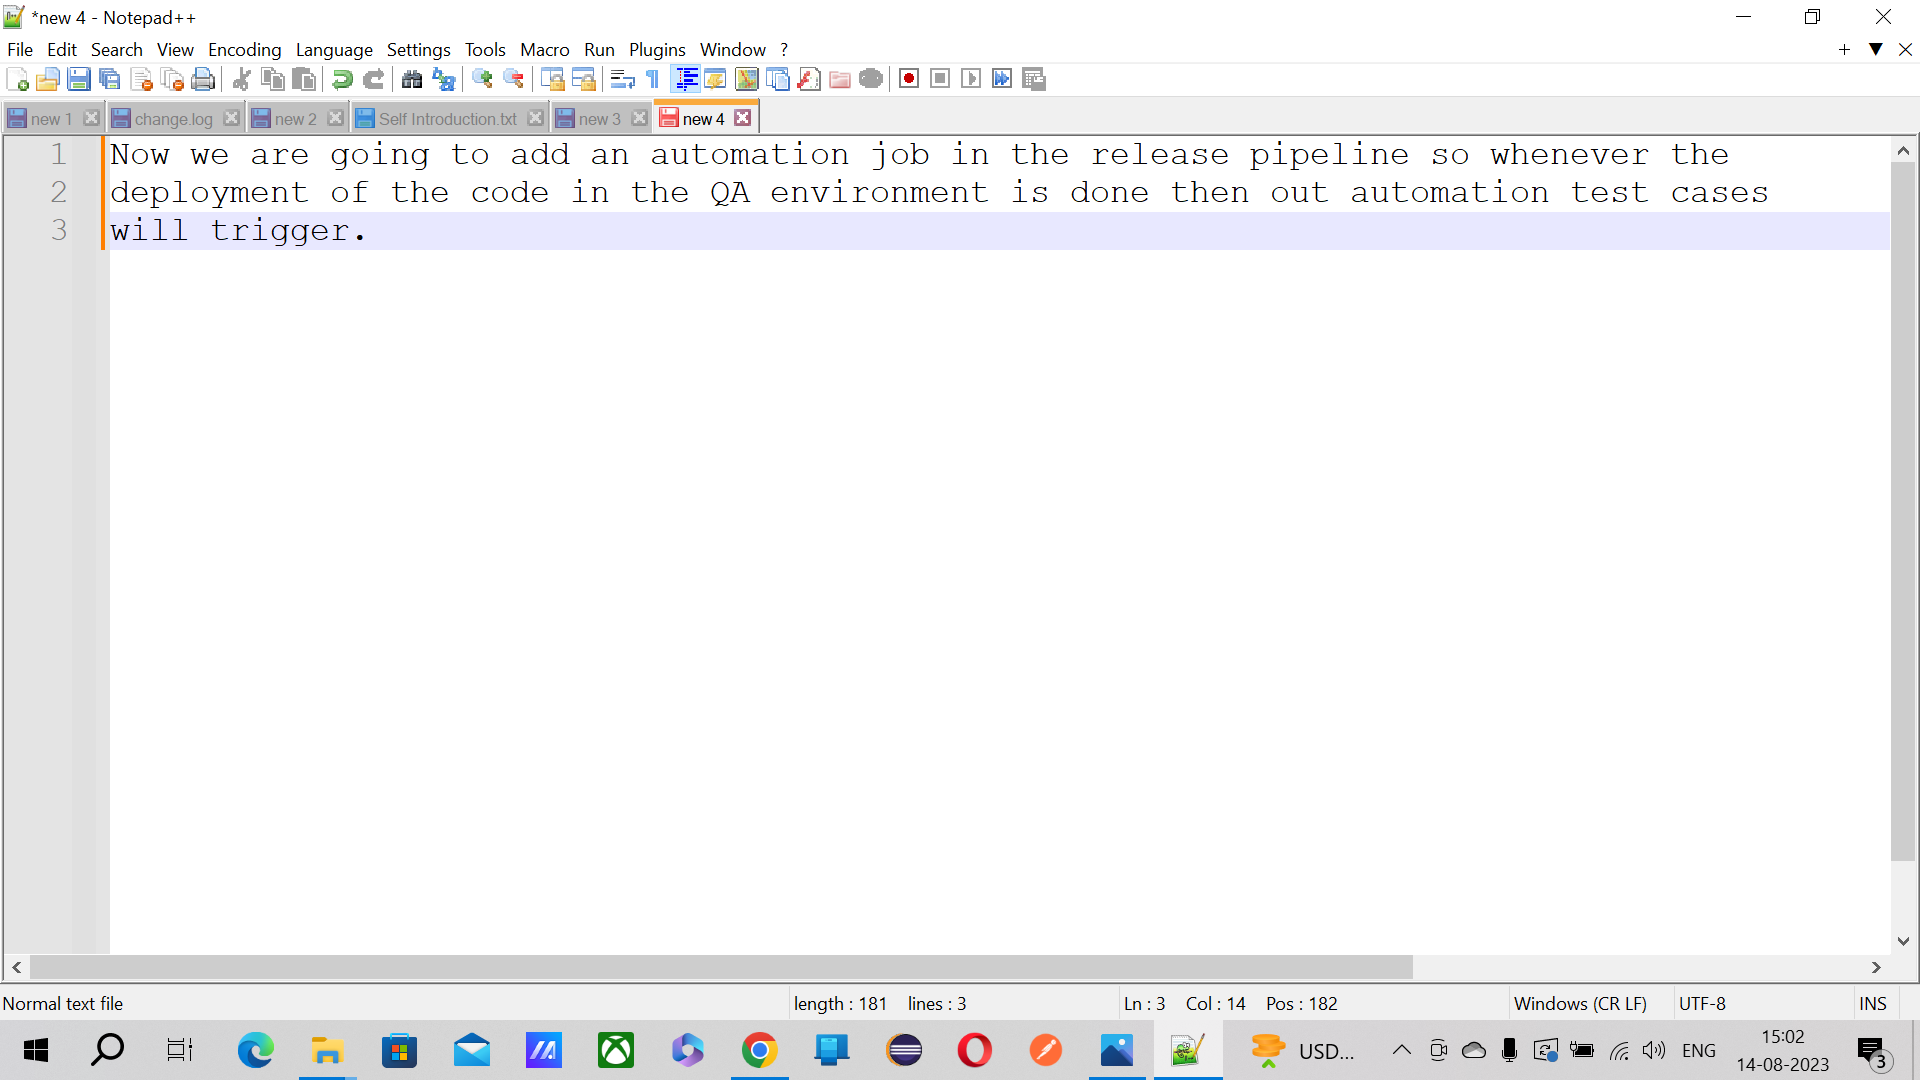 *new 4 - Notepad++
File Edit Search View Encoding Language Settings Tools Macro Run Plugins Window ?
new 1 change.log new 2 Self Introduction.txt new 3 new 4
1 Now we are going to add an automation job in the release pipeline so whenever the
2 deployment of the code in the QA environment is done then out automation test cases
3 will trigger.
Normal text file length : 181 lines : 3 Ln : 3 Col : 14 Pos : 182 Windows (CR LF) UTF-8 INS
USD... ENG 15:02
14-08-2023 3